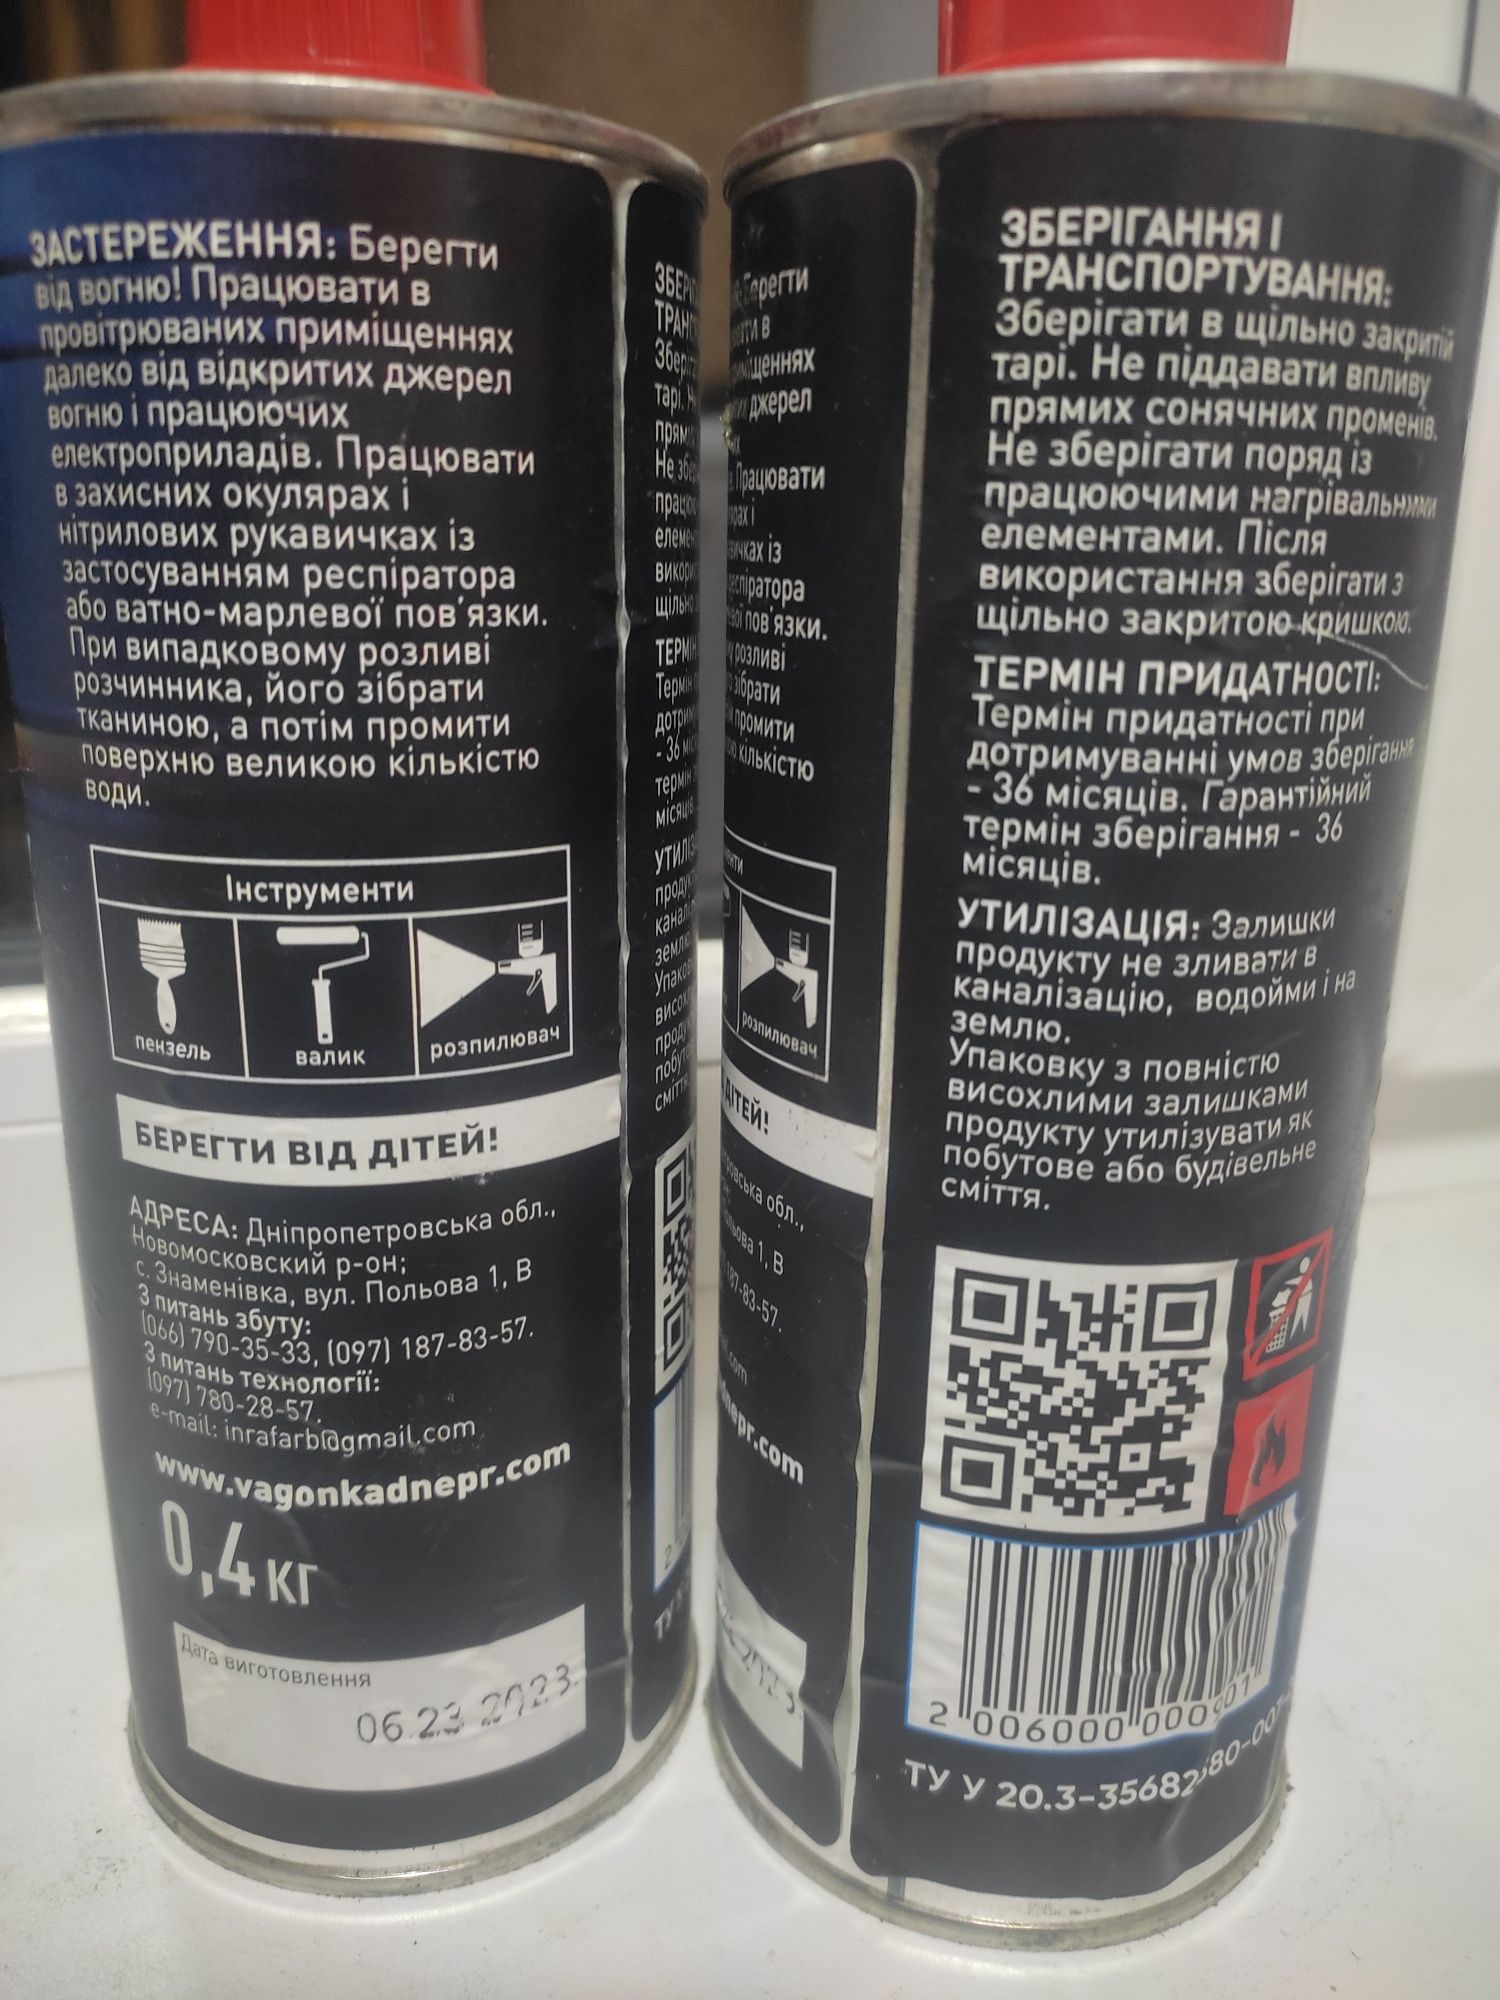 ЗАСТЕРЕЖЕННЯ: Берегти
від вогню! Працювати в
провітрюваних приміщеннях
далеко від відкритих джерел
вогню і працюючих
електроприладів. Працювати
в захисних окулярах і
нітрилових рукавичках із
застосуванням респіратора
або ватно-марлевої пов'язки.
При випадковому розливі
розчинника, його зібрати
тканиною, а потім промити
поверхню великою кількістю
води.
Інструменти
пензель валик розпилювач
БЕРЕГТИ ВІД ДІТЕЙ!
АДРЕСА: Дніпропетровська обл.,
Новомосковский р-он;
с. Знаменівка, вул. Польова 1, В
З питань збуту:
(066) 790-35-33, (097) 187-83-57.
З питань технології:
(097) 780-28-57.
e-mail: inrafarb@gmail.com
www.vagonkadnepr.com
0,4 кг
Дата виготовлення
06.23 2023.
ЗБЕРІГАННЯ І
ТРАНСПОРТУВАННЯ:
Зберігати в щільно закритій
тарі. Не піддавати впливу
прямих сонячних променів.
Не зберігати поряд із
працюючими нагрівальними
елементами. Після
використання зберігати з
щільно закритою кришкою.
ТЕРМІН ПРИДАТНОСТІ:
Термін придатності при
дотримуванні умов зберігання
- 36 місяців. Гарантійний
термін зберігання - 36
місяців.
УТИЛІЗАЦІЯ: Залишки
продукту не зливати в
каналізацію, водойми і на
землю.
Упаковку з повністю
висохлими залишками
продукту утилізувати як
побутове або будівельне
сміття.
2 006000 000901
ТУ У 20.3-35682